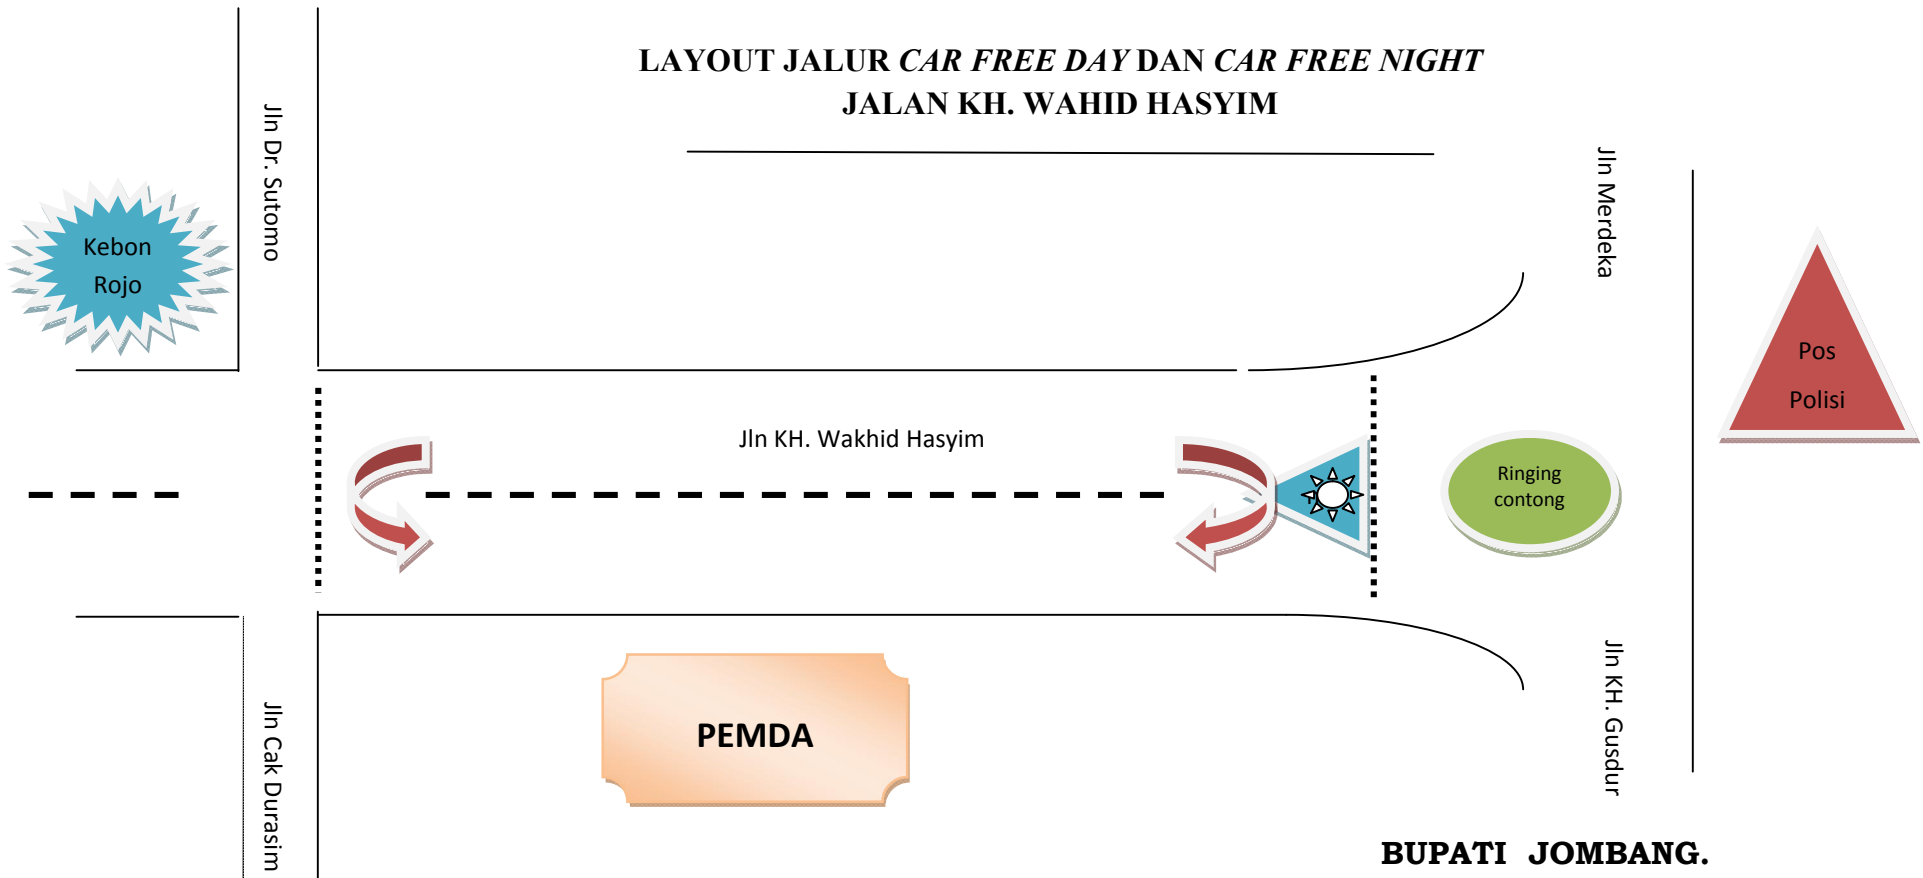 LAYOUT JALUR CAR FREE DAY DAN CAR FREE NIGHT
JALAN KH. WAHID HASYIM
Jln Dr. Sutomo
Jln Merdeka
Kebon
Rojo
Pos
Polisi
Jln KH. Wakhid Hasyim
Ringing
contong
PEMDA
Jln Cak Durasim
Jln KH. Gusdur
BUPATI JOMBANG.